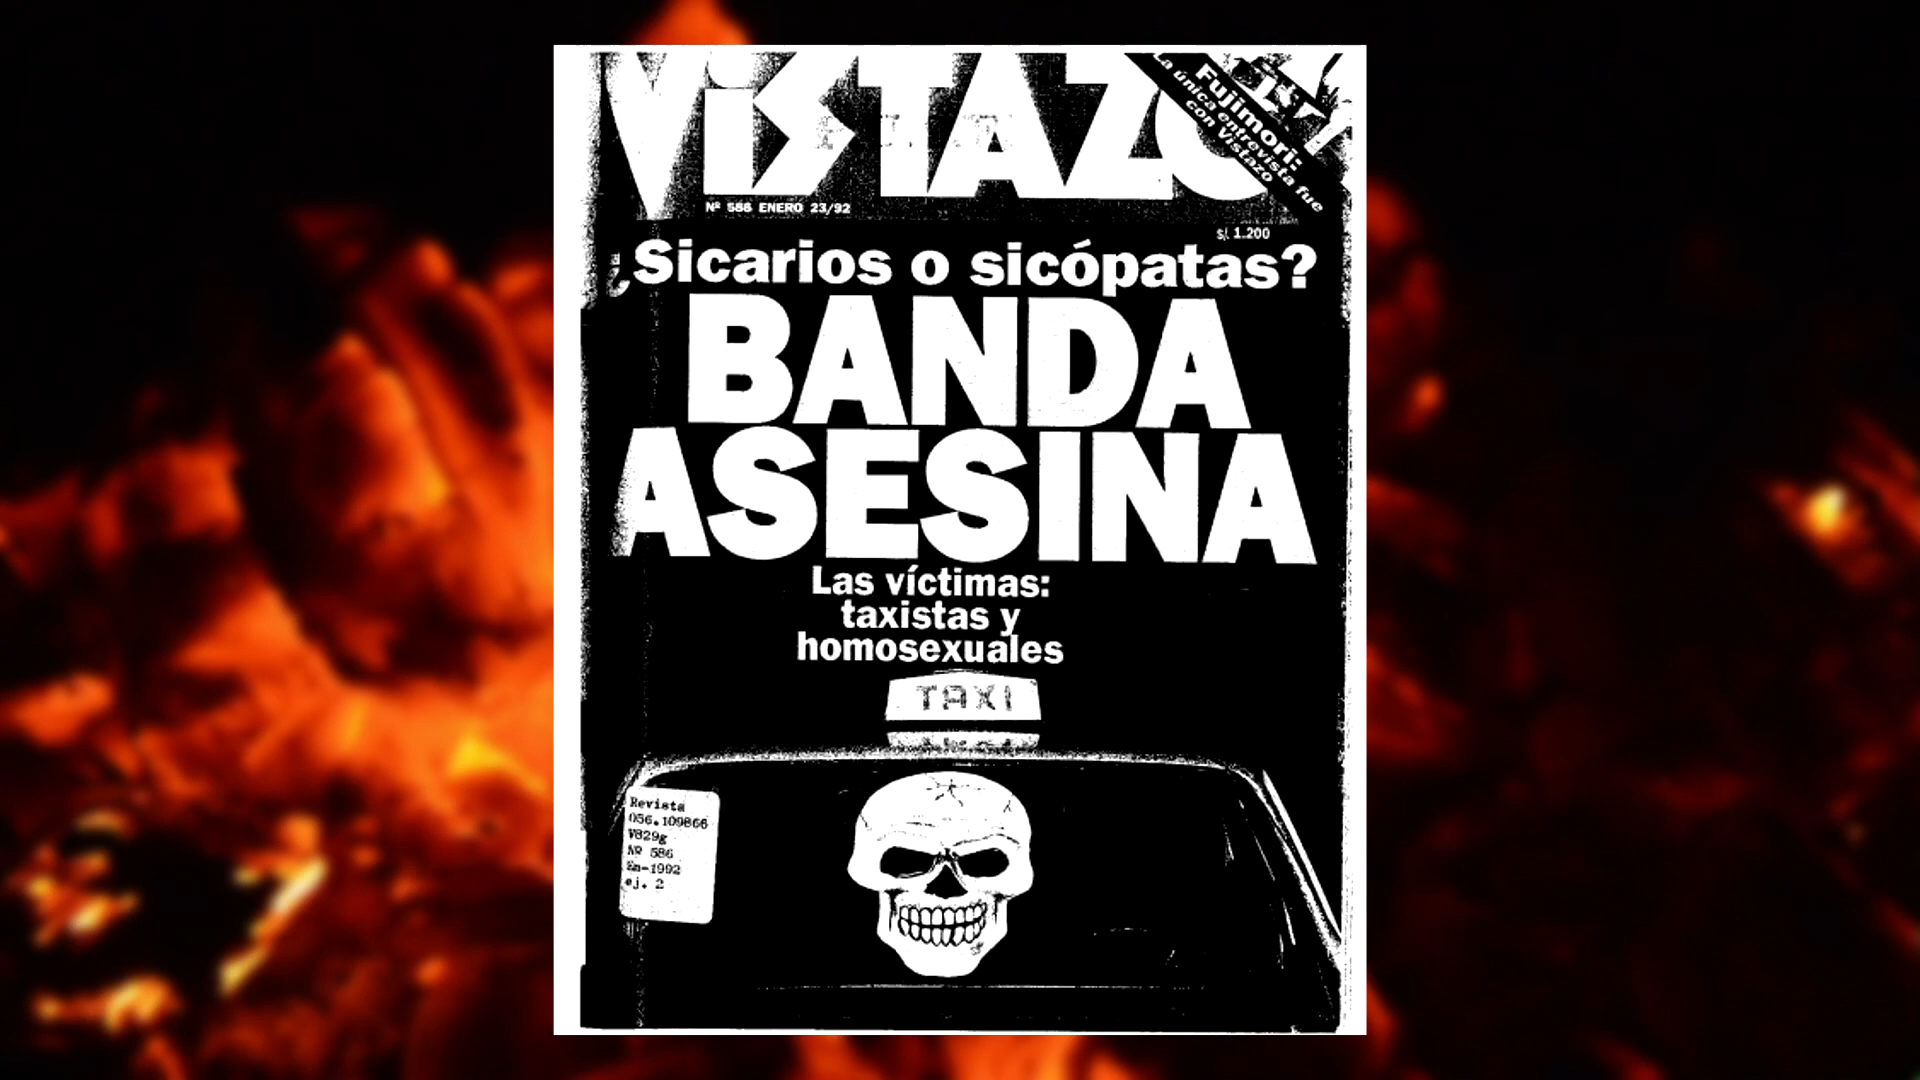 VISTAZO
Fujimori:
La única entrevista fue
con Vistazo
Nº 586 ENERO 23/92
S/. 1.200
¿Sicarios o sicópatas?
BANDA
ASESINA
Las víctimas:
taxistas y
homosexuales
TAXI
Revista
056.109866
V829g
Nº 586
En-1992
ej. 2